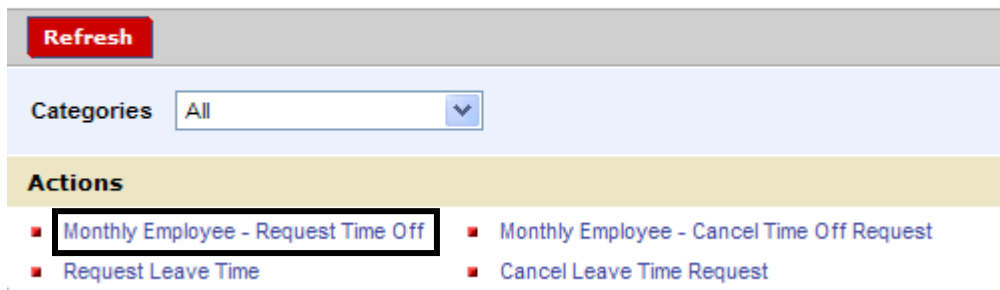 Refresh
Categories All
Actions
Monthly Employee - Request Time Off Monthly Employee - Cancel Time Off Request
Request Leave Time Cancel Leave Time Request